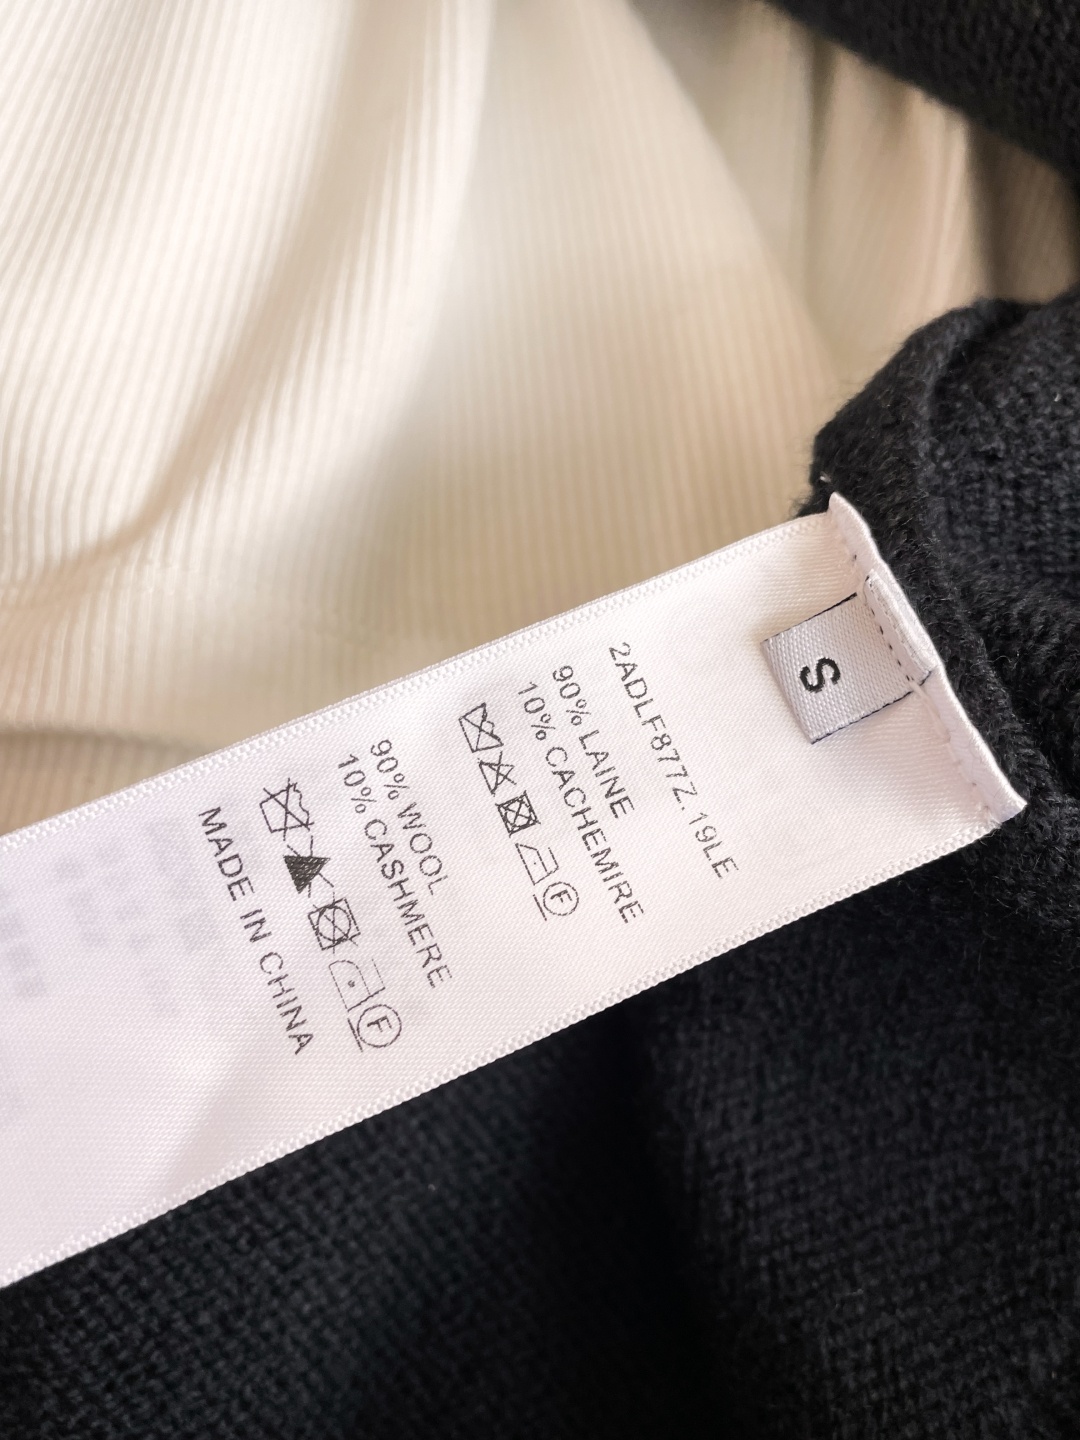 S
2ADLF877Z.19LE
90% LAINE
10% CACHEMIRE
F
90% WOOL
10% CASHMERE
F
MADE IN CHINA